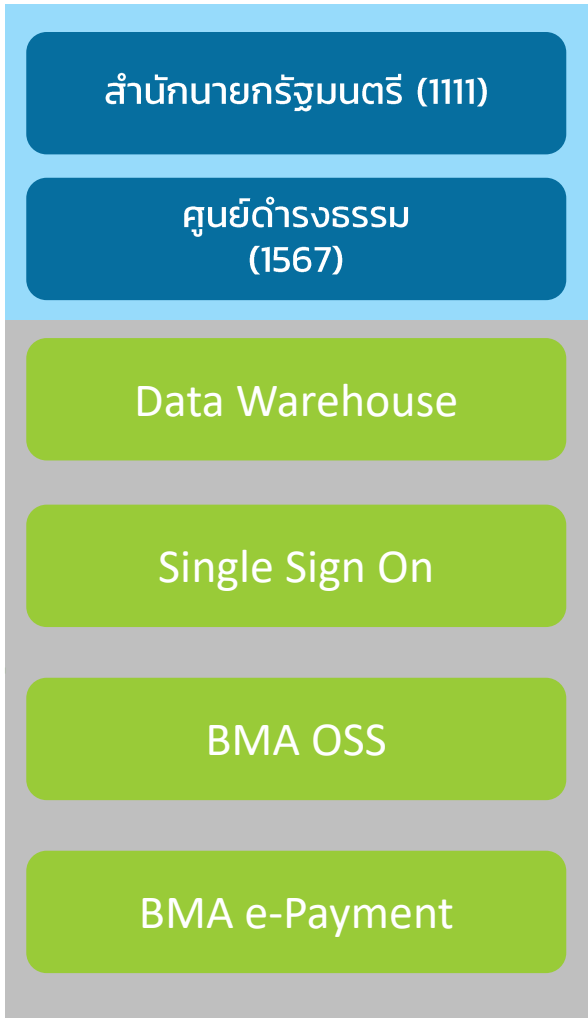 สำนักนายกรัฐมนตรี (1111)
ศูนย์ดำรงธรรม
(1567)
Data Warehouse
Single Sign On
BMA OSS
BMA e-Payment